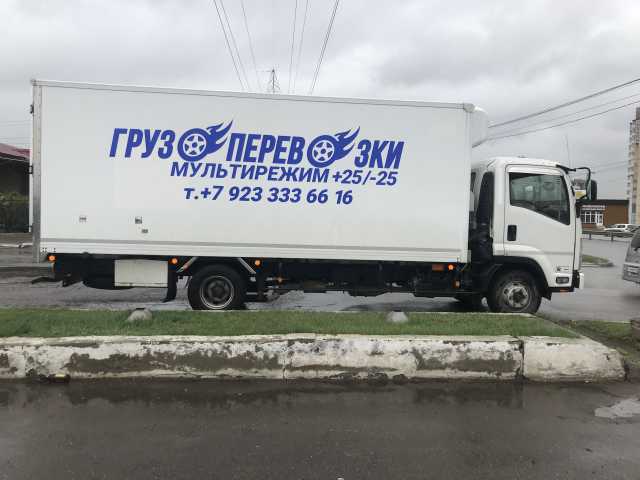 ГРУЗОПЕРЕВОЗКИ
МУЛЬТИРЕЖИМ +25/-25
т.+7 923 333 66 16